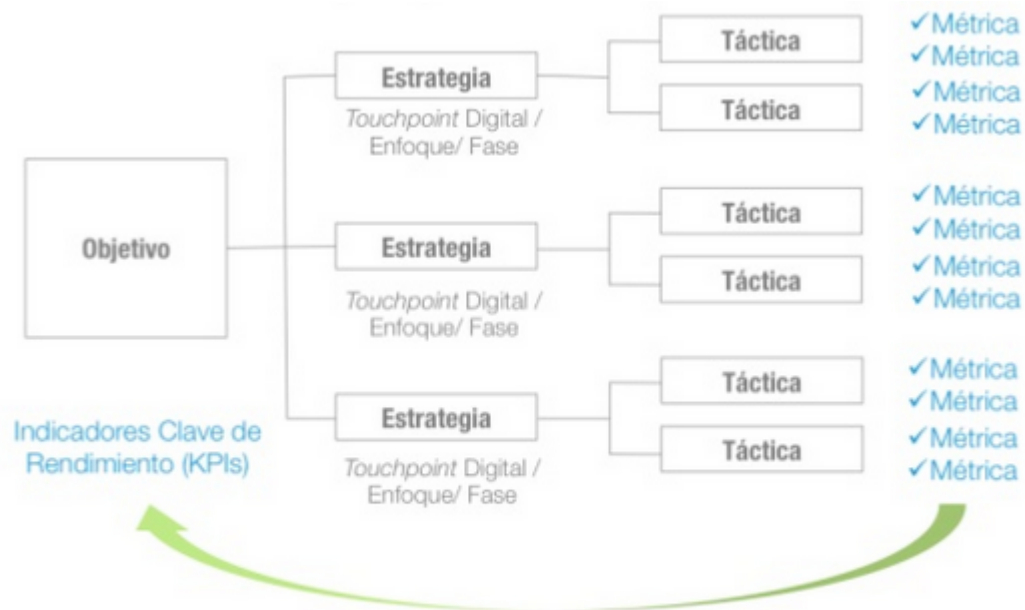 Objetivo
Indicadores Clave de
Rendimiento (KPIs)
Estrategia
Touchpoint Digital /
Enfoque/ Fase
Táctica
Táctica
✓Métrica
✓Métrica
✓Métrica
✓Métrica
Estrategia
Touchpoint Digital /
Enfoque/ Fase
Táctica
Táctica
✓Métrica
✓Métrica
✓Métrica
✓Métrica
Estrategia
Touchpoint Digital /
Enfoque/ Fase
Táctica
Táctica
✓Métrica
✓Métrica
✓Métrica
✓Métrica